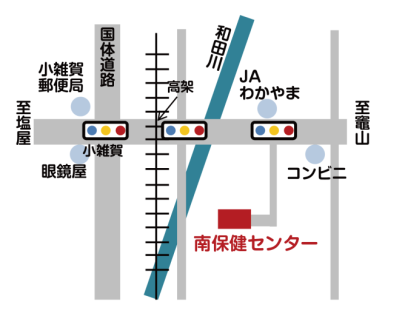 国体道路
和田川
小雑賀
郵便局
高架
JA
わかやま
至塩屋
至竈山
小雑賀
眼鏡屋
コンビニ
南保健センター